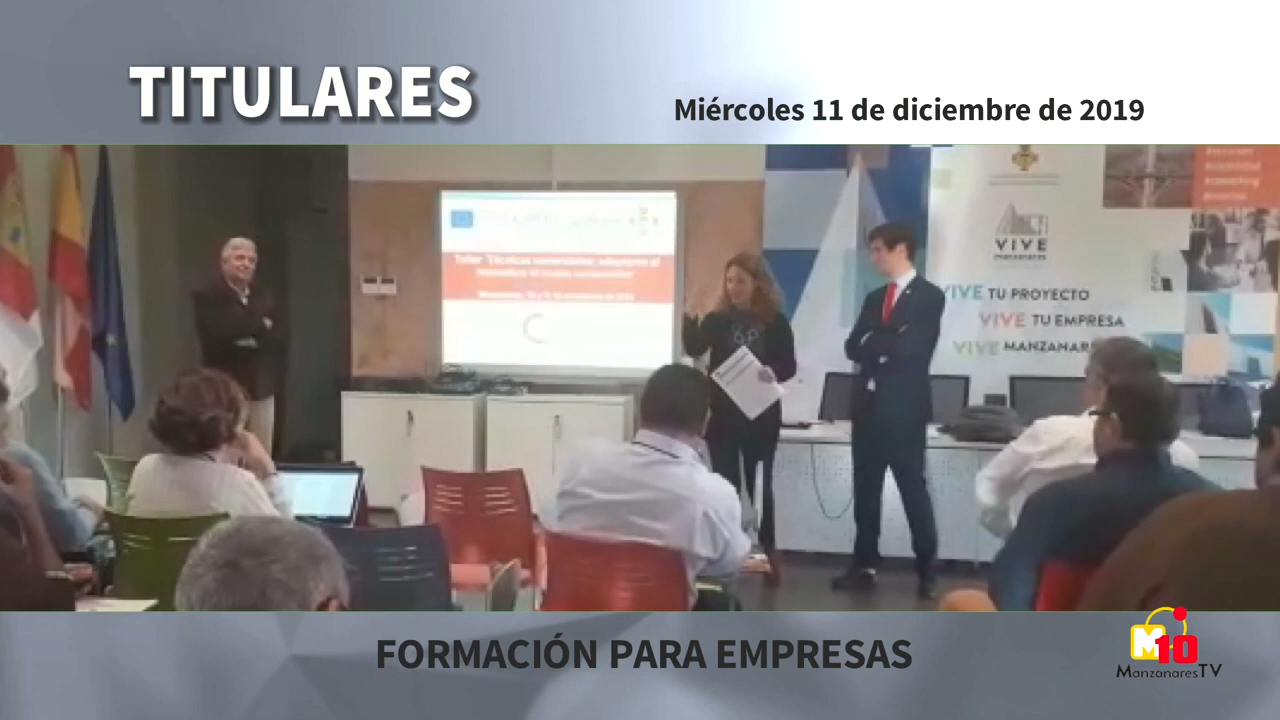 TITULARES
Miércoles 11 de diciembre de 2019
VIVE
manzanares
VIVE TU PROYECTO
VIVE TU EMPRESA
VIVE MANZANAR
FORMACIÓN PARA EMPRESAS
M10
ManzanaresTV